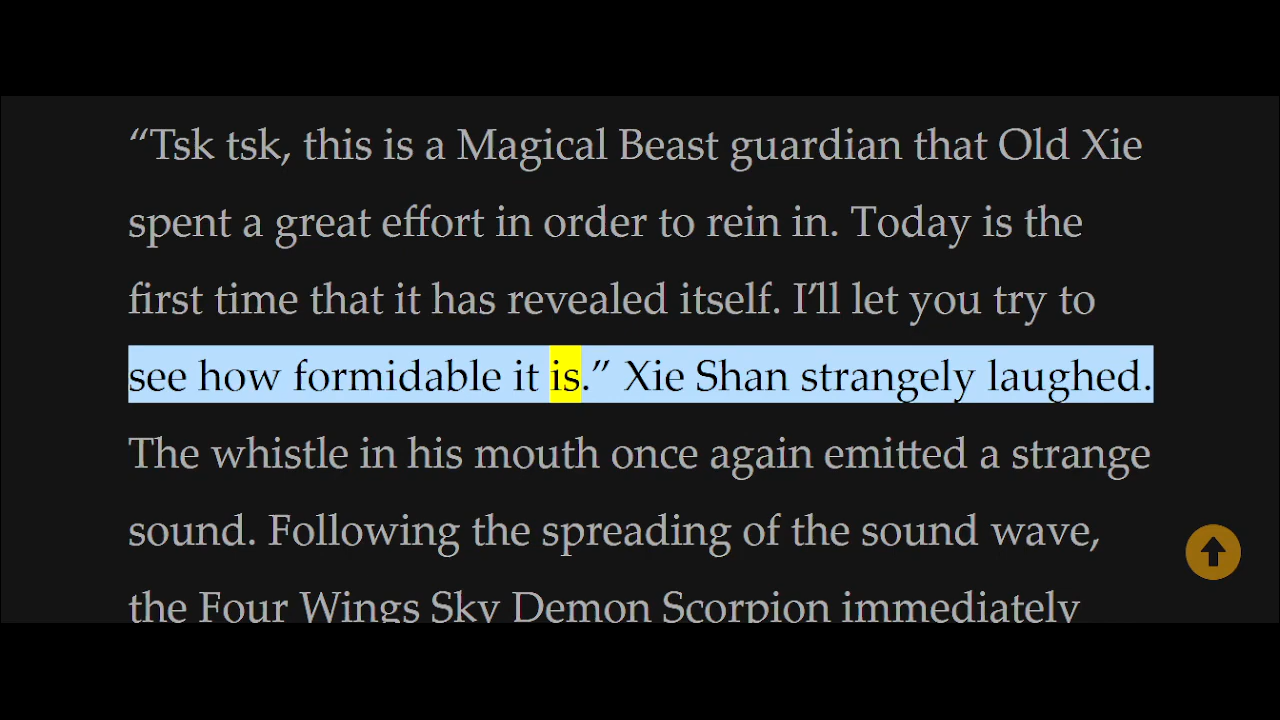 “Tsk tsk, this is a Magical Beast guardian that Old Xie
spent a great effort in order to rein in. Today is the
first time that it has revealed itself. I’ll let you try to
see how formidable it is.” Xie Shan strangely laughed.
The whistle in his mouth once again emitted a strange
sound. Following the spreading of the sound wave,
the Four Wings Sky Demon Scorpion immediately